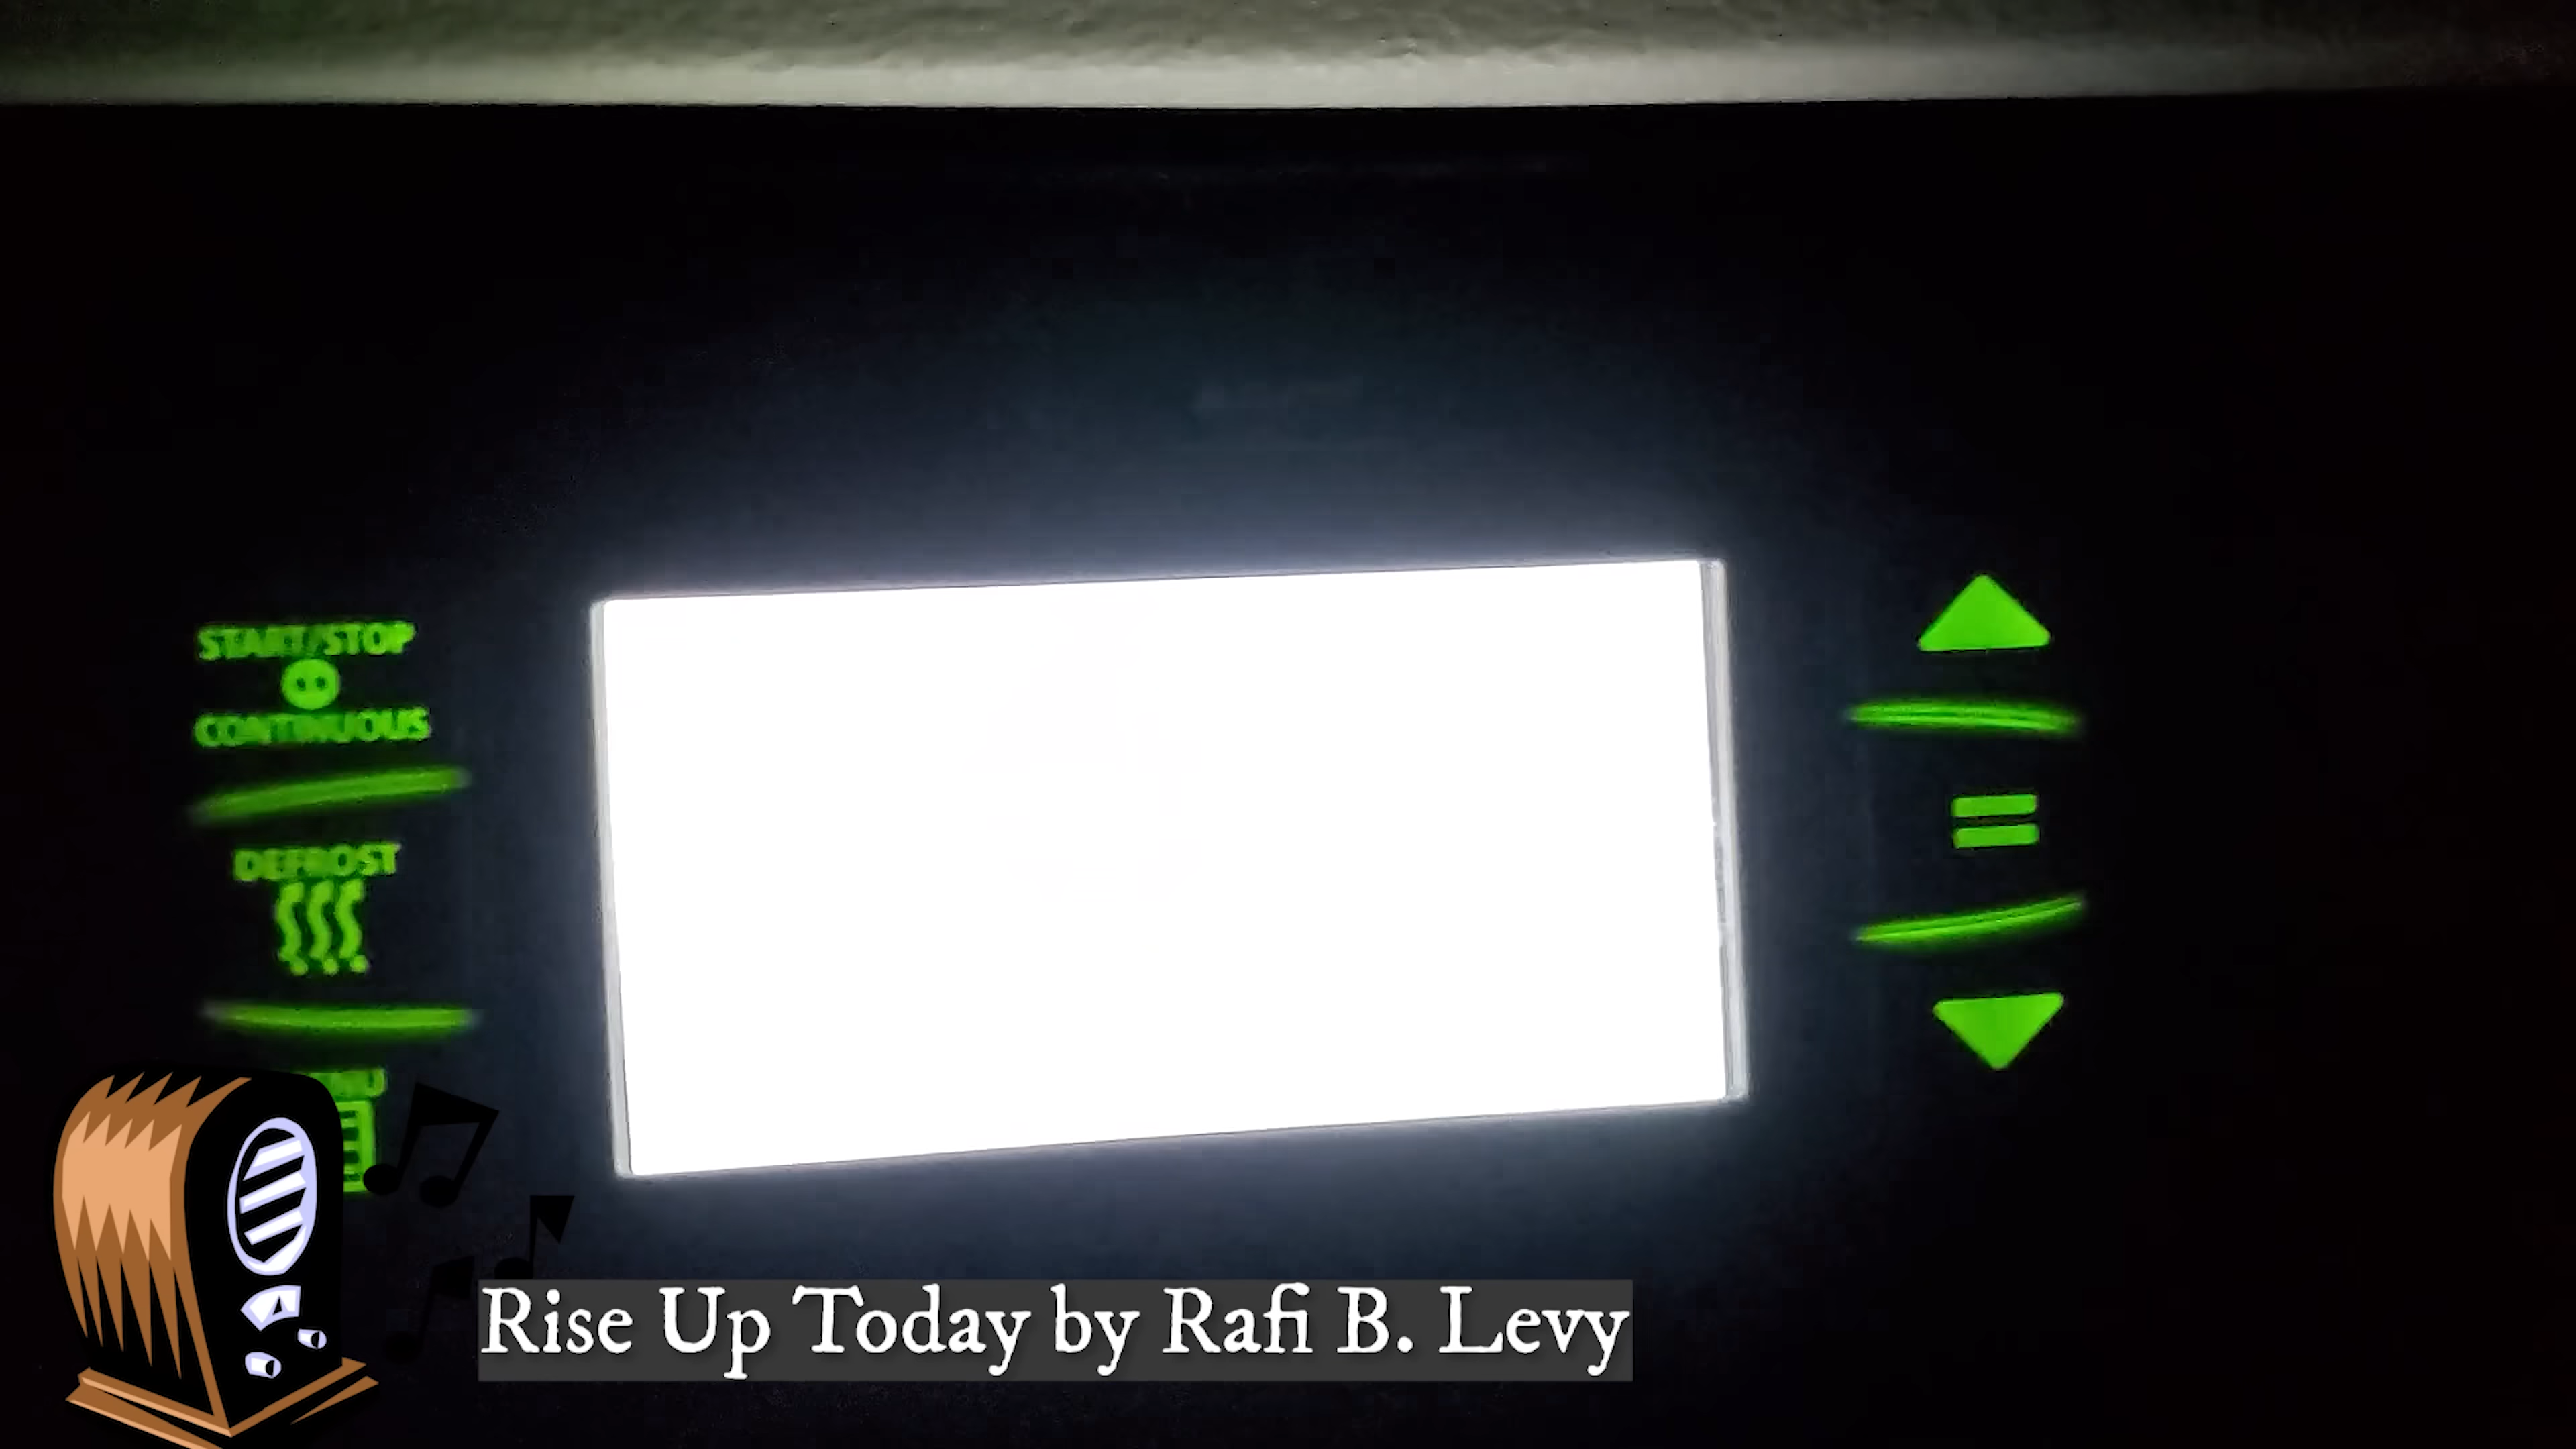 START/STOP
CONTINUOUS
DEFROST
=
Rise Up Today by Rafi B. Levy